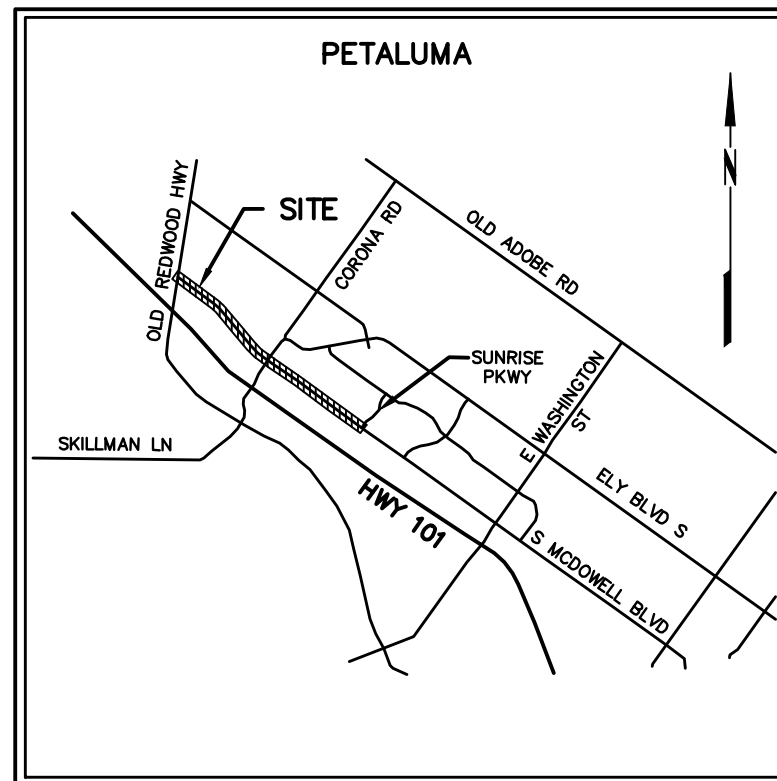 PETALUMA
N
OLD REDWOOD HWY
SITE
CORONA RD
OLD ADOBE RD
SUNRISE
PKWY
E WASHINGTON
ST
SKILLMAN LN
HWY 101
ELY BLVD S
S MCDOWELL BLVD